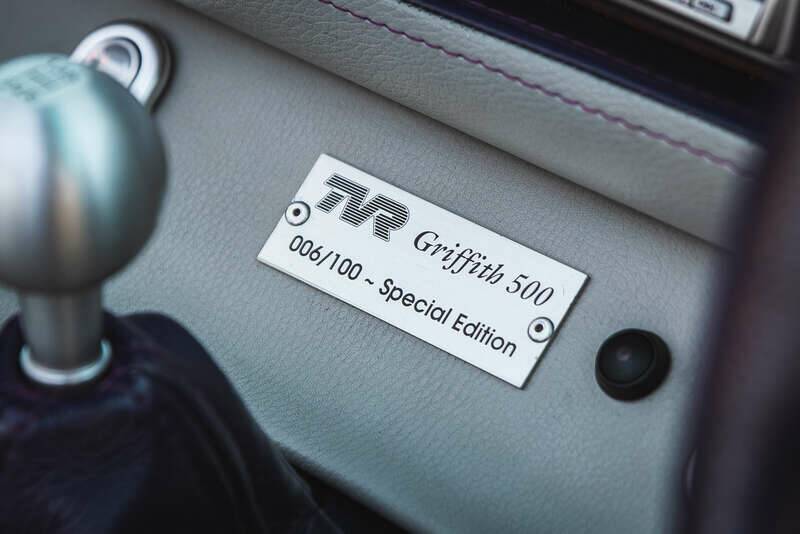 TVR Griffith 500
006/100 ~ Special Edition